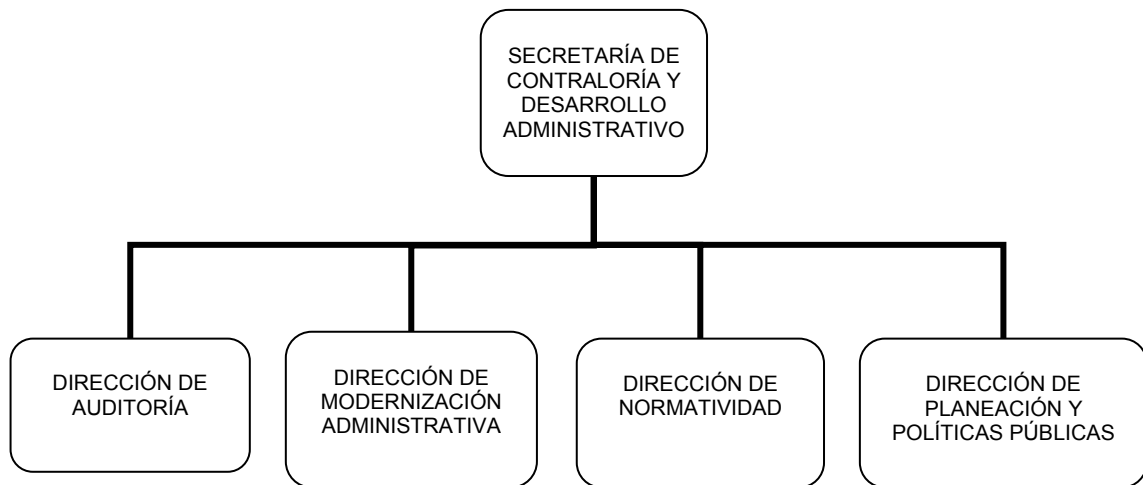 SECRETARÍA DE
CONTRALORÍA Y
DESARROLLO
ADMINISTRATIVO
DIRECCIÓN DE
AUDITORÍA
DIRECCIÓN DE
MODERNIZACIÓN
ADMINISTRATIVA
DIRECCIÓN DE
NORMATIVIDAD
DIRECCIÓN DE
PLANEACIÓN Y
POLÍTICAS PÚBLICAS